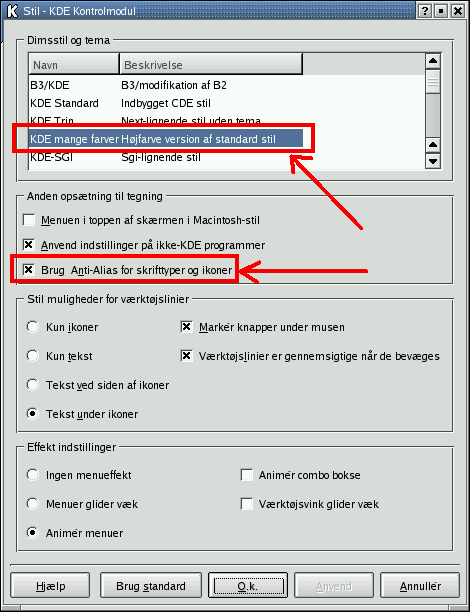 Stil - KDE Kontrolmodul
Dimsstil og tema
Navn Beskrivelse
B3/KDE B3/modifikation af B2
KDE Standard Indbygget CDE stil
KDE Trin Next-lignende stil uden tema
KDE mange farver Højfarve version af standard stil
KDE-SGI Sgi-lignende stil
Anden opsætning til tegning
Menuen i toppen af skærmen i Macintosh-stil
Anvend indstillinger på ikke-KDE programmer
Brug Anti-Alias for skrifttyper og ikoner
Stil muligheder for værktøjslinier
Kun ikoner Markér knapper under musen
Kun tekst Værktøjslinier er gennemsigtige når de bevæges
Tekst ved siden af ikoner
Tekst under ikoner
Effekt indstillinger
Ingen menueffekt Animér combo bokse
Menuer glider væk Værktøjsvink glider væk
Animér menuer
Hjælp Brug standard O.k. Anvend Annullér